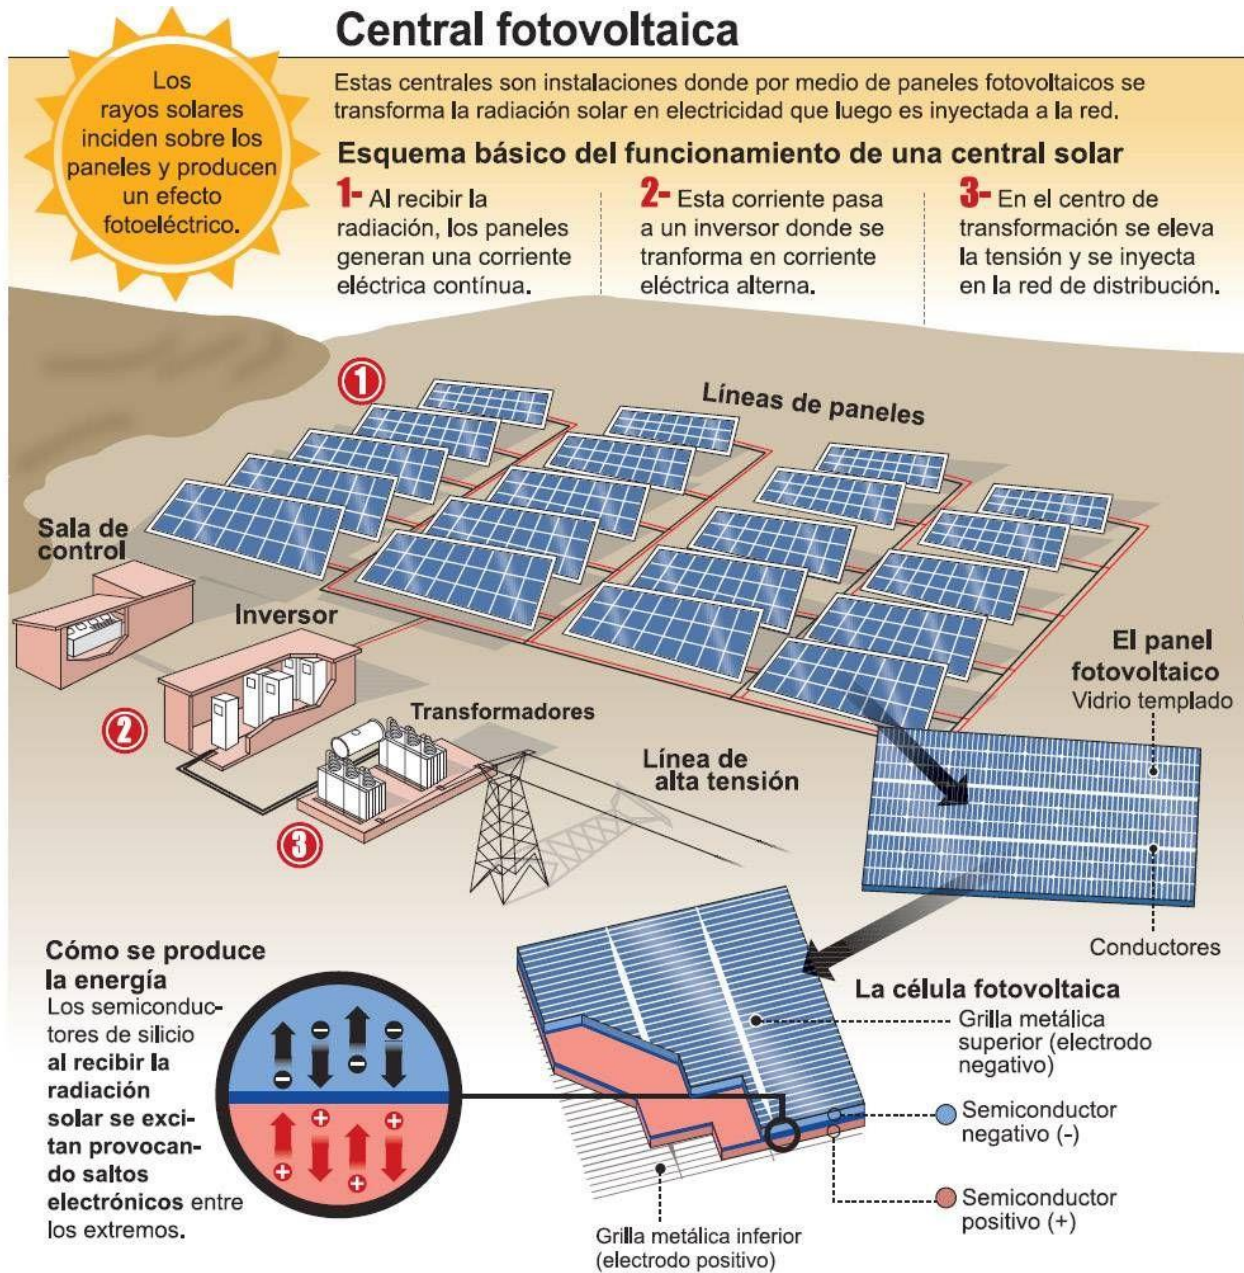 Central fotovoltaica
Los
rayos solares
inciden sobre los
paneles y producen
un efecto
fotoeléctrico.
Estas centrales son instalaciones donde por medio de paneles fotovoltaicos se
transforma la radiación solar en electricidad que luego es inyectada a la red.
Esquema básico del funcionamiento de una central solar
1- Al recibir la
radiación, los paneles
generan una corriente
eléctrica contínua.
2- Esta corriente pasa
a un inversor donde se
tranforma en corriente
eléctrica alterna.
3- En el centro de
transformación se eleva
la tensión y se inyecta
en la red de distribución.
1
Líneas de paneles
Sala de
control
Inversor
2
Transformadores
3
Línea de
alta tensión
El panel
fotovoltaico
Vidrio templado
Conductores
Cómo se produce
la energía
Los semiconduc-
tores de silicio
al recibir la
radiación
solar se exci-
tan provocan-
do saltos
electrónicos entre
los extremos.
La célula fotovoltaica
Grilla metálica
superior (electrodo
negativo)
Semiconductor
negativo (-)
Semiconductor
positivo (+)
Grilla metálica inferior
(electrodo positivo)